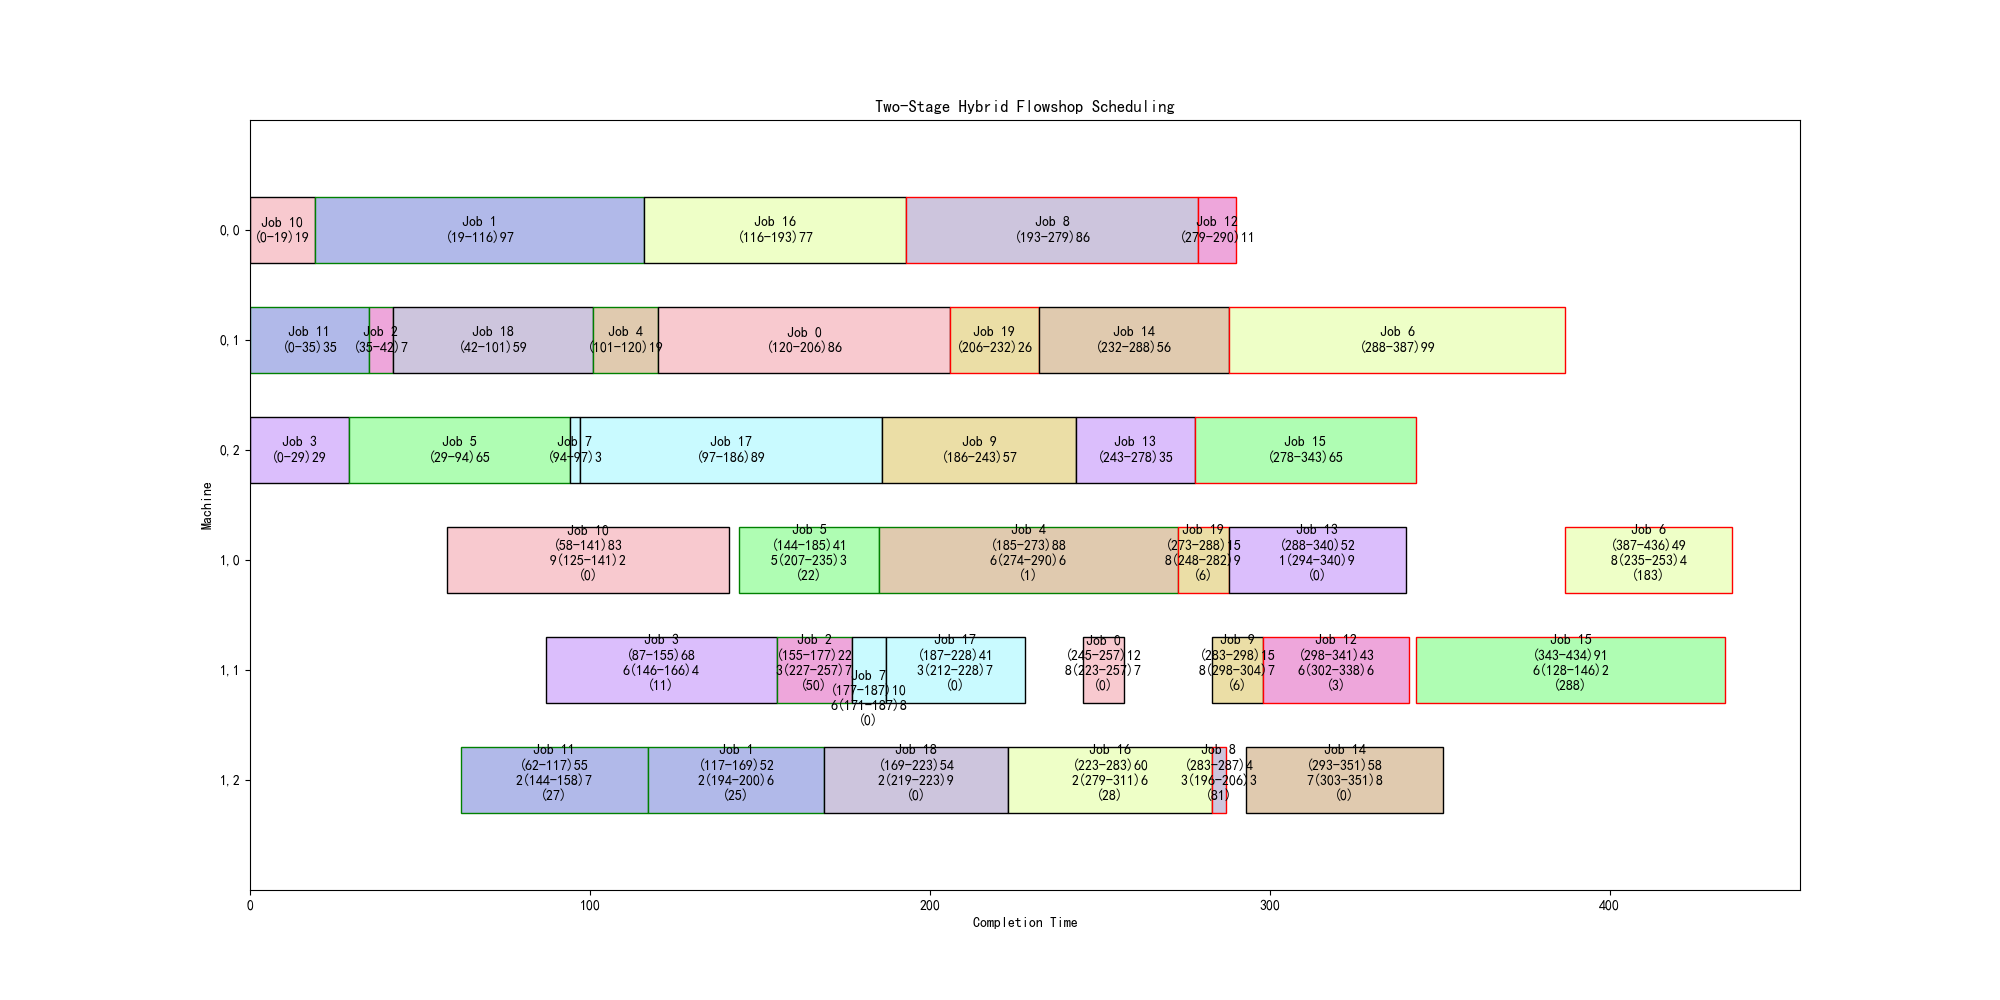 Two-Stage Hybrid Flowshop Scheduling
Machine
0,0
Job 10
(0-19)19
Job 1
(19-116)97
Job 16
(116-193)77
Job 8
(193-279)86
Job 12
(279-290)11
0,1
Job 11
(0-35)35
Job 2
(35-42)7
Job 18
(42-101)59
Job 4
(101-120)19
Job 0
(120-206)86
Job 19
(206-232)26
Job 14
(232-288)56
Job 6
(288-387)99
0,2
Job 3
(0-29)29
Job 5
(29-94)65
Job 7
(94-97)3
Job 17
(97-186)89
Job 9
(186-243)57
Job 13
(243-278)35
Job 15
(278-343)65
1,0
Job 10
(58-141)83
9(125-141)2
(0)
Job 5
(144-185)41
5(207-235)3
(22)
Job 4
(185-273)88
6(274-290)6
(1)
Job 19
(273-288)15
8(248-282)9
(6)
Job 13
(288-340)52
1(294-340)9
(0)
Job 6
(387-436)49
8(235-253)4
(183)
1,1
Job 3
(87-155)68
6(146-166)4
(11)
Job 2
(155-177)22
3(227-257)7
(50)
Job 7
(177-187)10
6(171-187)8
(0)
Job 17
(187-228)41
3(212-228)7
(0)
Job 0
(245-257)12
8(223-257)7
(0)
Job 9
(283-298)15
8(298-304)7
(6)
Job 12
(298-341)43
6(302-338)6
(3)
Job 15
(343-434)91
6(128-146)2
(288)
1,2
Job 11
(62-117)55
2(144-158)7
(27)
Job 1
(117-169)52
2(194-200)6
(25)
Job 18
(169-223)54
2(219-223)9
(0)
Job 16
(223-283)60
2(279-311)6
(28)
Job 8
(283-287)4
3(196-206)3
(81)
Job 14
(293-351)58
7(303-351)8
(0)
0
100
200
300
400
Completion Time